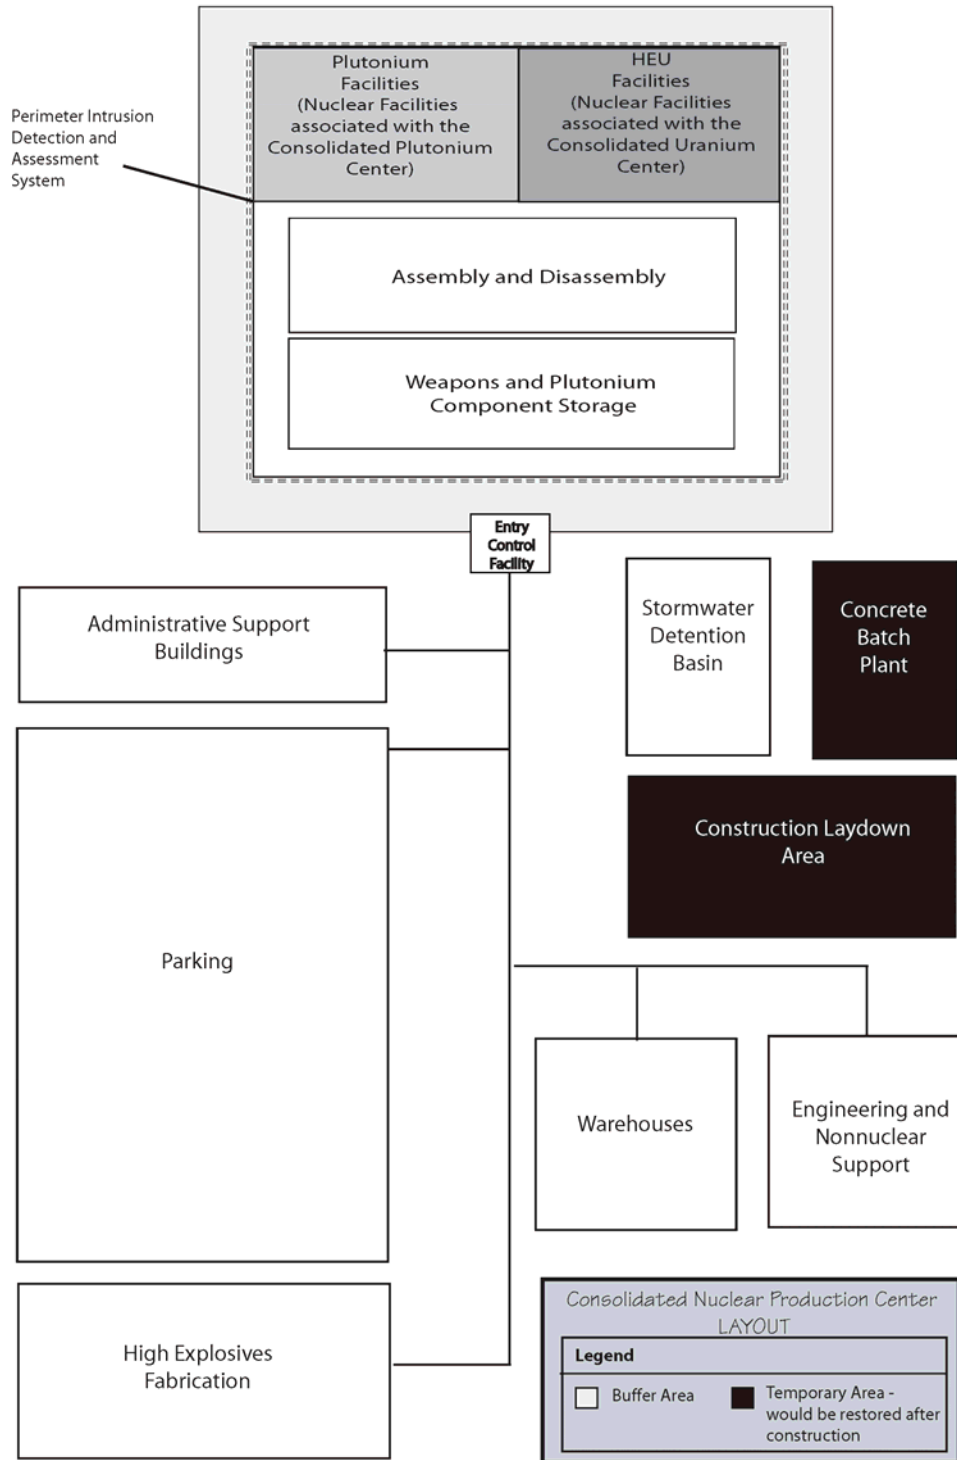 Plutonium
Facilities
(Nuclear Facilities
associated with the
Consolidated Plutonium
Center)
HEU
Facilities
(Nuclear Facilities
associated with the
Consolidated Uranium
Center)
Perimeter Intrusion
Detection and
Assessment
System
Assembly and Disassembly
Weapons and Plutonium
Component Storage
Entry
Control
Facility
Administrative Support
Buildings
Stormwater
Detention
Basin
Concrete
Batch
Plant
Construction Laydown
Area
Parking
Warehouses
Engineering and
Nonnuclear
Support
High Explosives
Fabrication
Consolidated Nuclear Production Center
LAYOUT
Legend
Buffer Area
Temporary Area -
would be restored after
construction